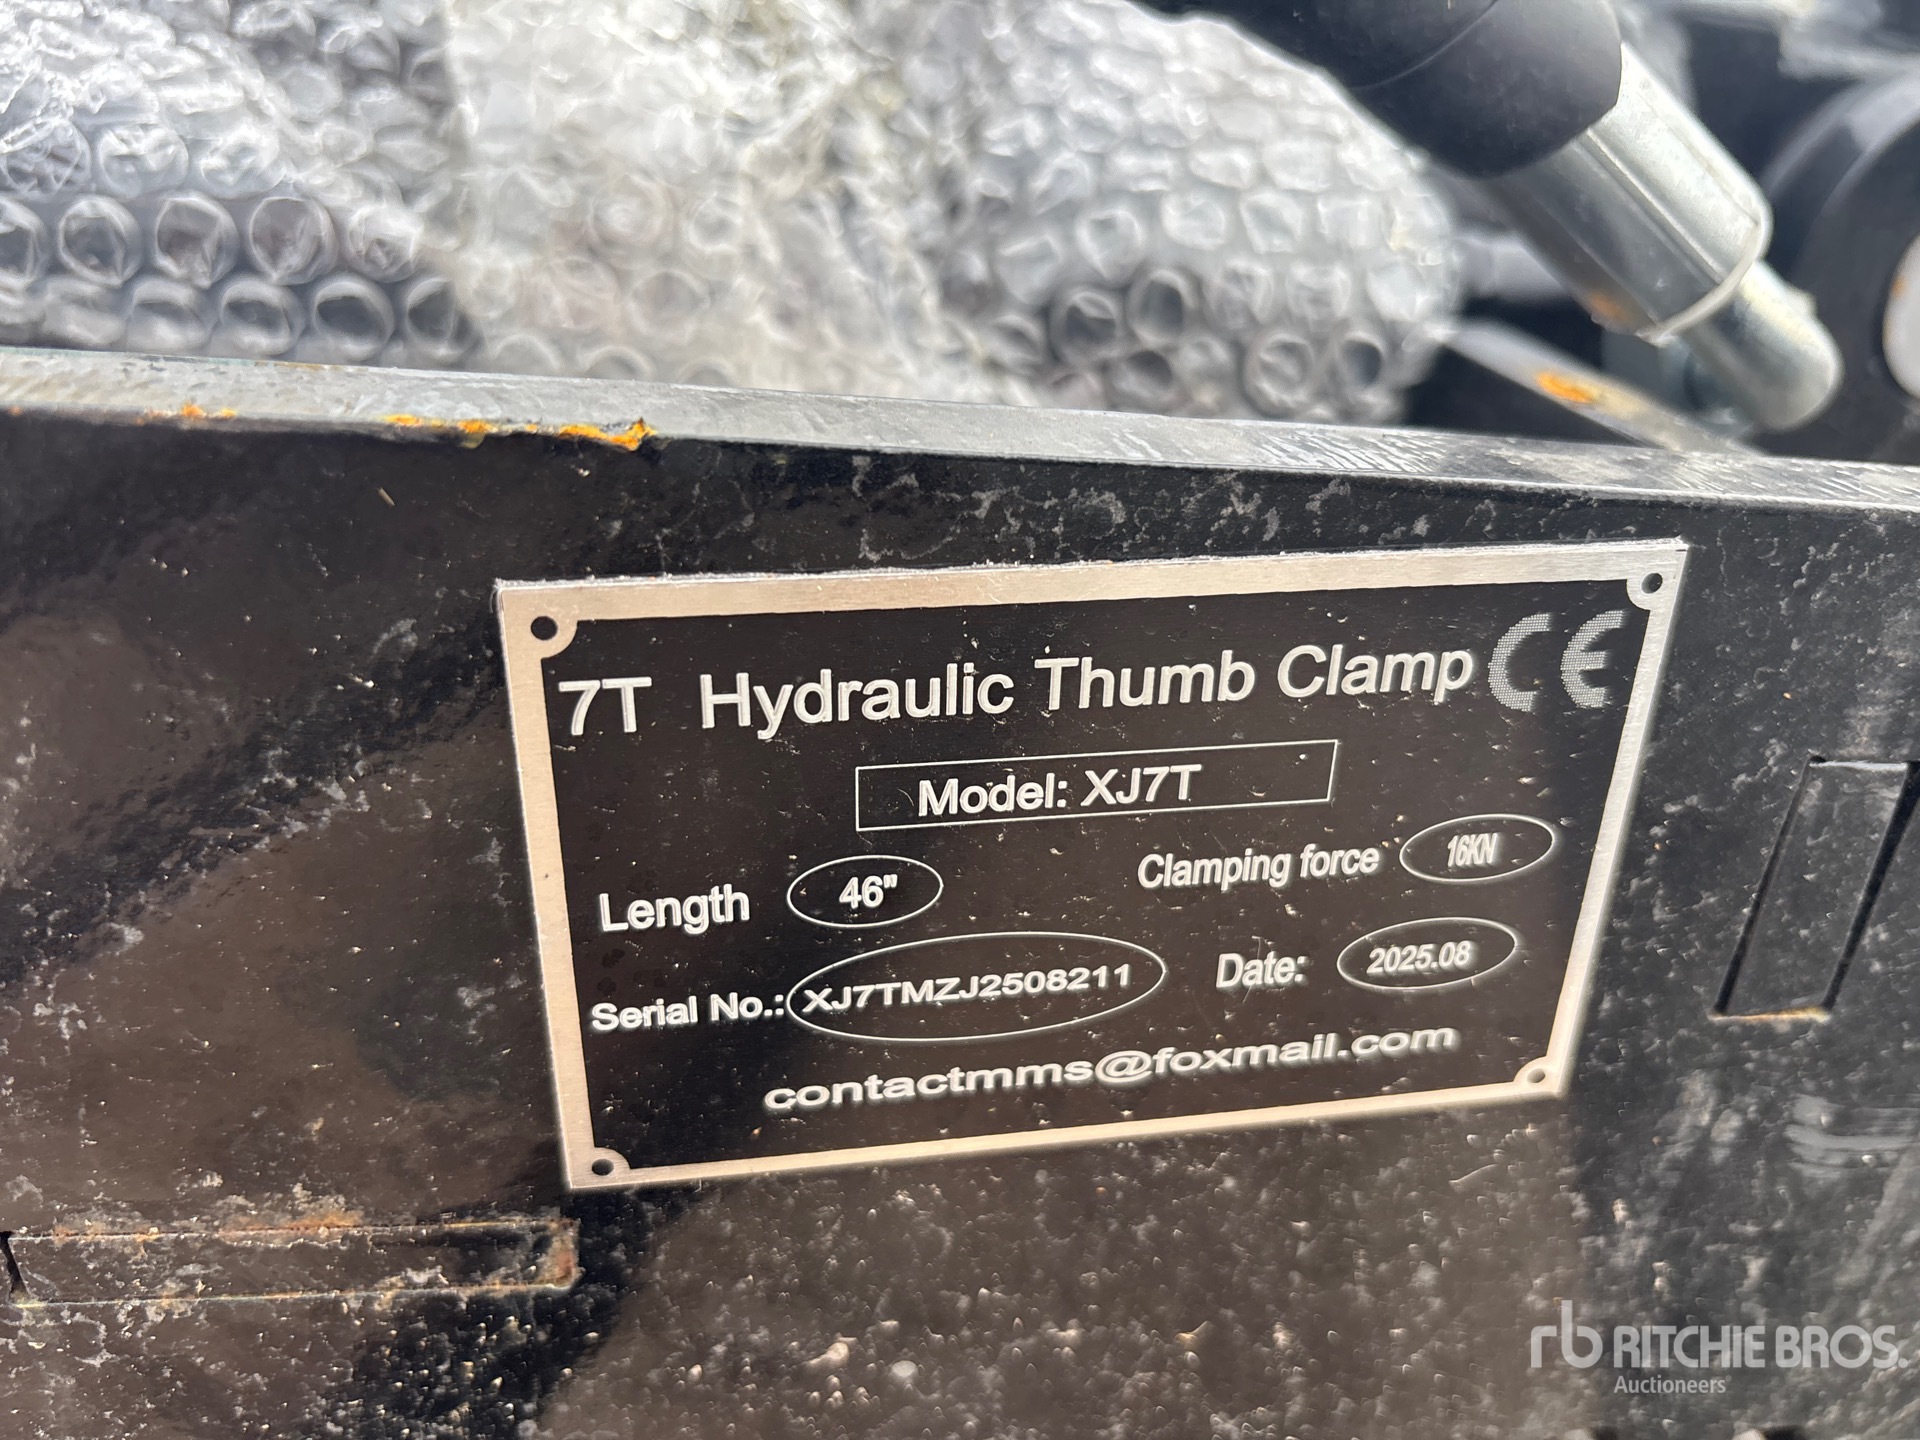 7T Hydraulic Thumb Clamp CE
Model: XJ7T
Length 46" Clamping force 16KN
Serial No.: XJ7TMZJ2508211 Date: 2025.08
contactmms@foxmail.com
rb RITCHIE BROS.
Auctioneers